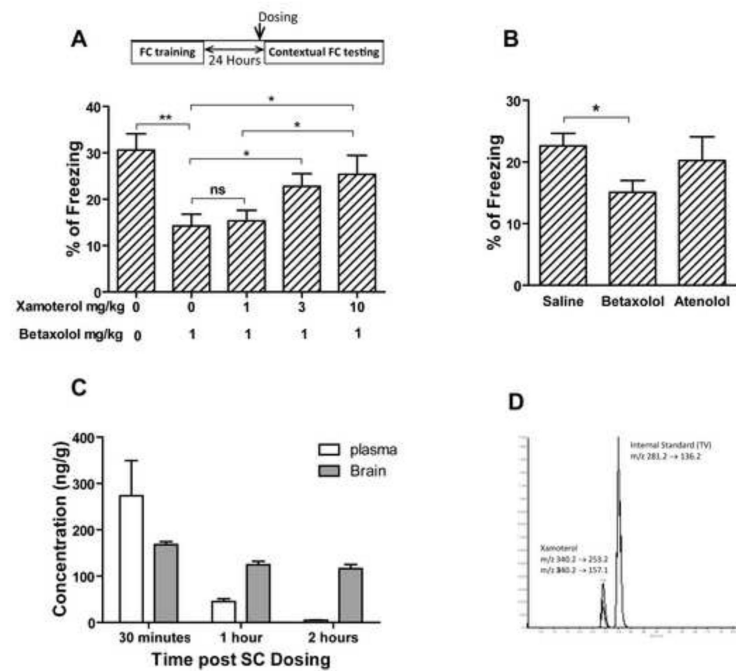 A
Dosing
FC training
24 Hours
Contextual FC testing
% of Freezing
40
30
20
10
0
**
*
*
*
ns
Xamoterol mg/kg 0 0 1 3 10
Betaxolol mg/kg 0 1 1 1 1
B
% of Freezing
30
20
10
0
*
Saline Betaxolol Atenolol
C
Concentration (ng/g)
400
300
200
100
0
plasma
Brain
30 minutes 1 hour 2 hours
Time post SC Dosing
D
Internal Standard (TV)
m/z 281.2 → 136.2
Xamoterol
m/z 340.2 → 253.2
m/z 340.2 → 157.1